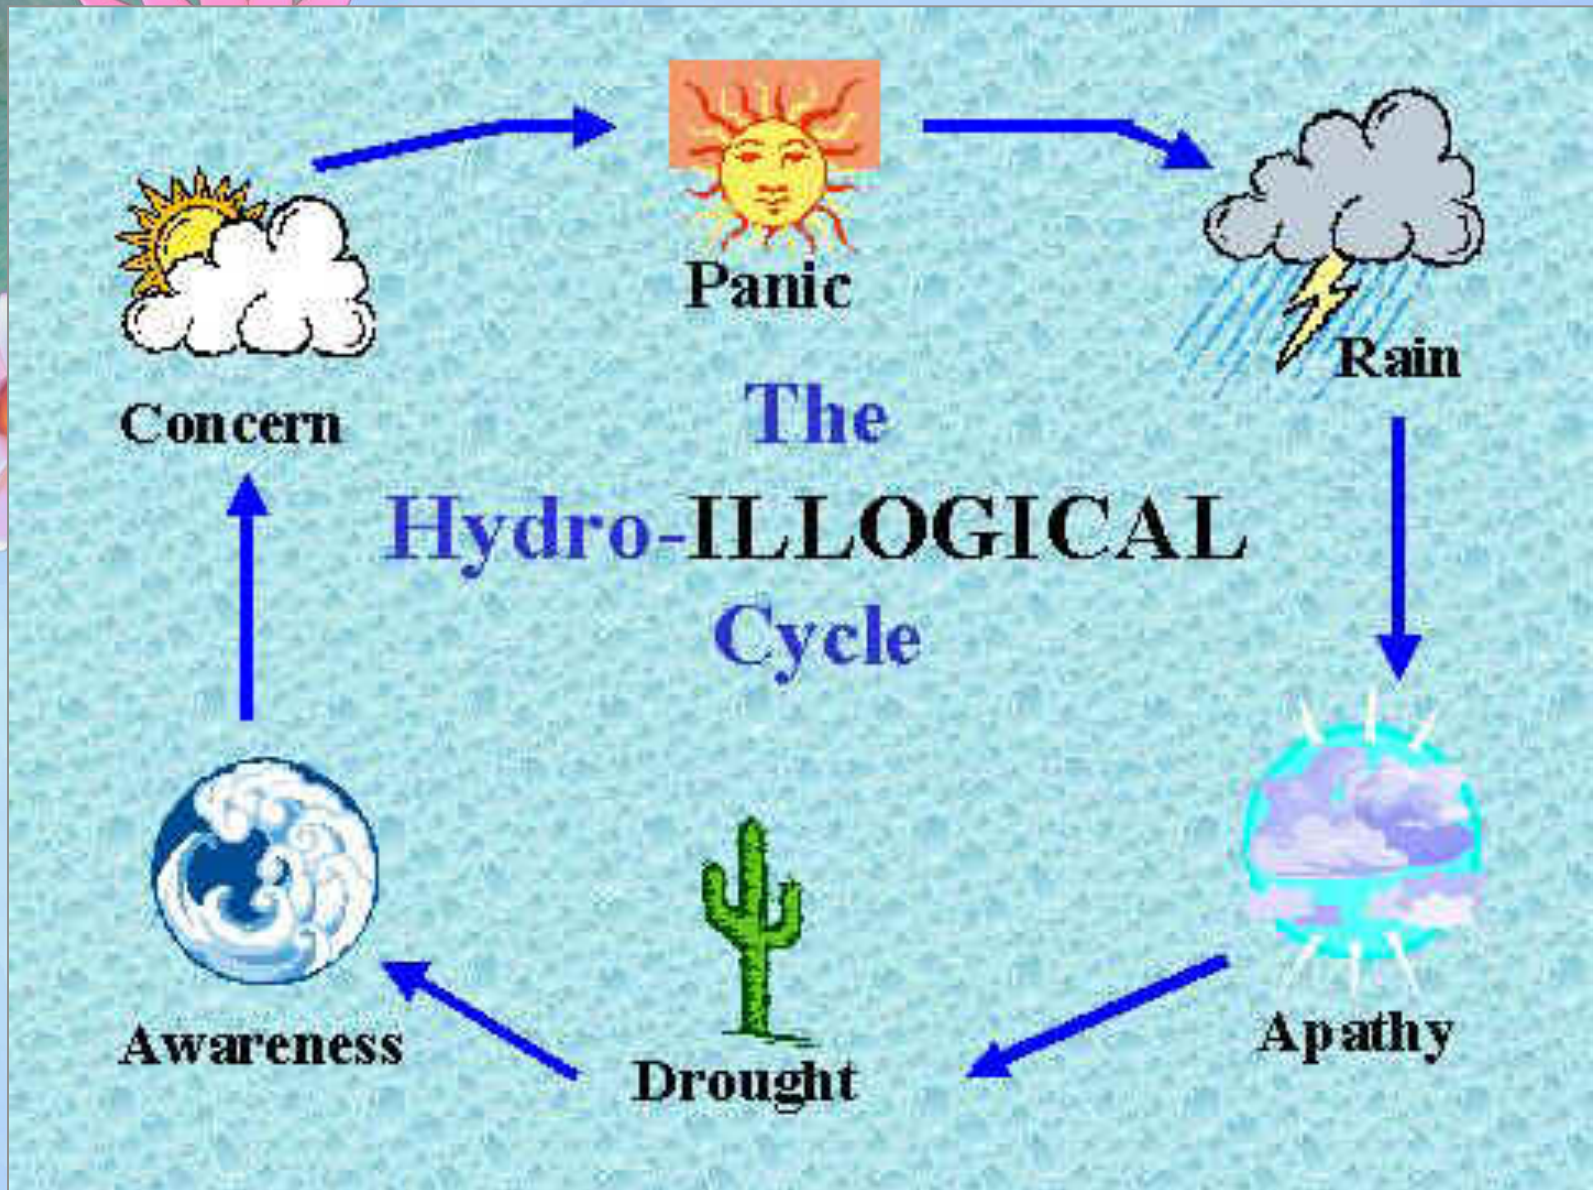 Panic
Rain
Concern
The
Hydro-ILLOGICAL
Cycle
Awareness
Drought
Apathy